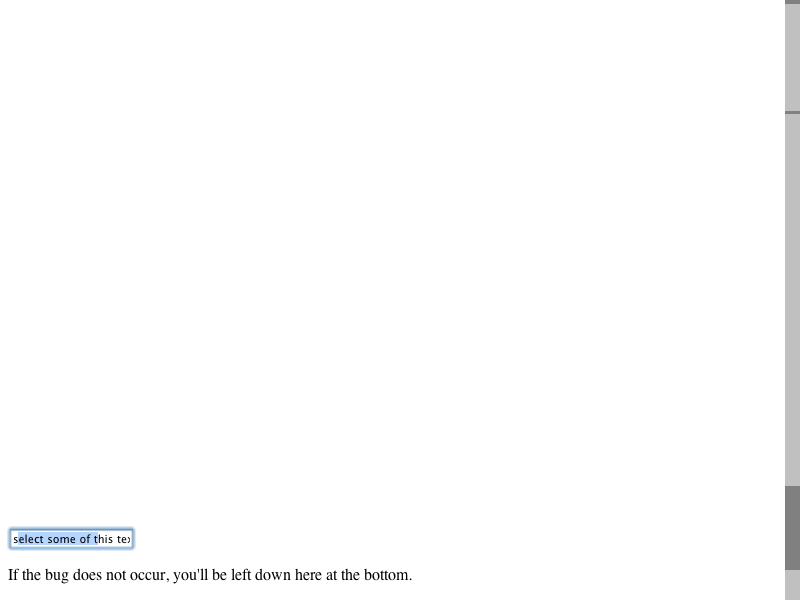 select some of this tex
If the bug does not occur, you'll be left down here at the bottom.